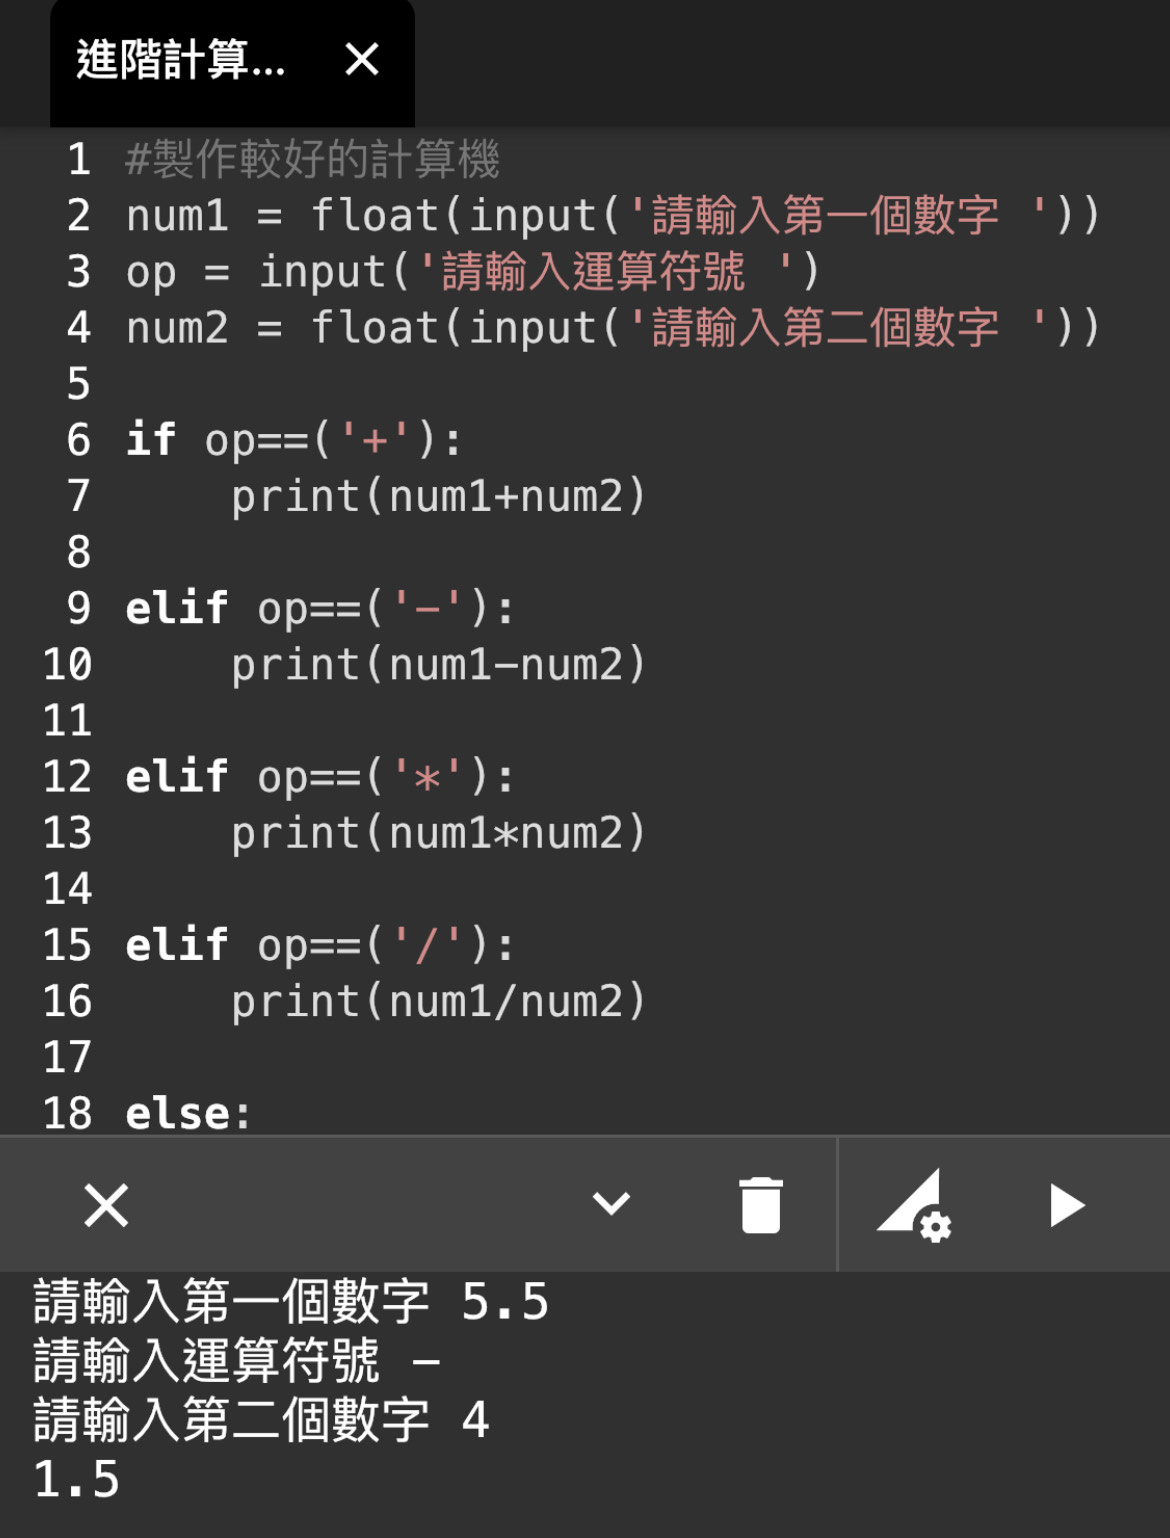 進階計算...
1 #製作較好的計算機
2 num1 = float(input('請輸入第一個數字 '))
3 op = input('請輸入運算符號 ')
4 num2 = float(input('請輸入第二個數字 '))
5
6 if op==('+'):
7     print(num1+num2)
8
9 elif op==('-'):
10     print(num1-num2)
11
12 elif op==('*'):
13     print(num1*num2)
14
15 elif op==('/'):
16     print(num1/num2)
17
18 else:
請輸入第一個數字 5.5
請輸入運算符號 -
請輸入第二個數字 4
1.5